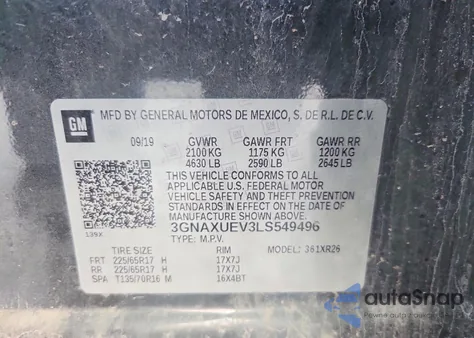 GM
MFD BY GENERAL MOTORS DE MEXICO, S. DE R.L. DE C.V.
09/19 GVWR GAWR FRT GAWR RR
2100 KG 1175 KG 1200 KG
4630 LB 2590 LB 2645 LB
THIS VEHICLE CONFORMS TO ALL
APPLICABLE U.S. FEDERAL MOTOR
VEHICLE SAFETY AND THEFT PREVENTION
STANDARDS IN EFFECT ON THE DATE OF
MANUFACTURE SHOWN ABOVE.
3GNAXUEV3LS549496
TYPE: M.P.V. MODEL: 361XR26
TIRE SIZE RIM
FRT 225/65R17 H 17X7J
RR 225/65R17 H 17X7J
SPA T135/70R16 M 16X4BT
autoSnap